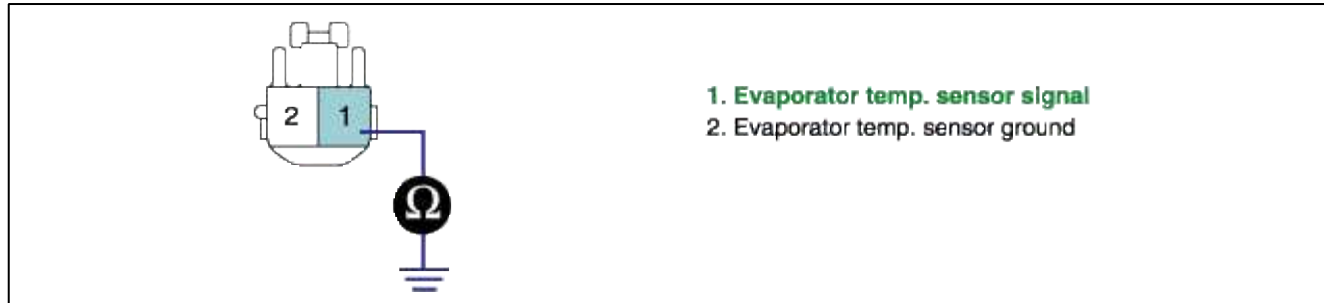 2 1
Ω
1. Evaporator temp. sensor signal
2. Evaporator temp. sensor ground